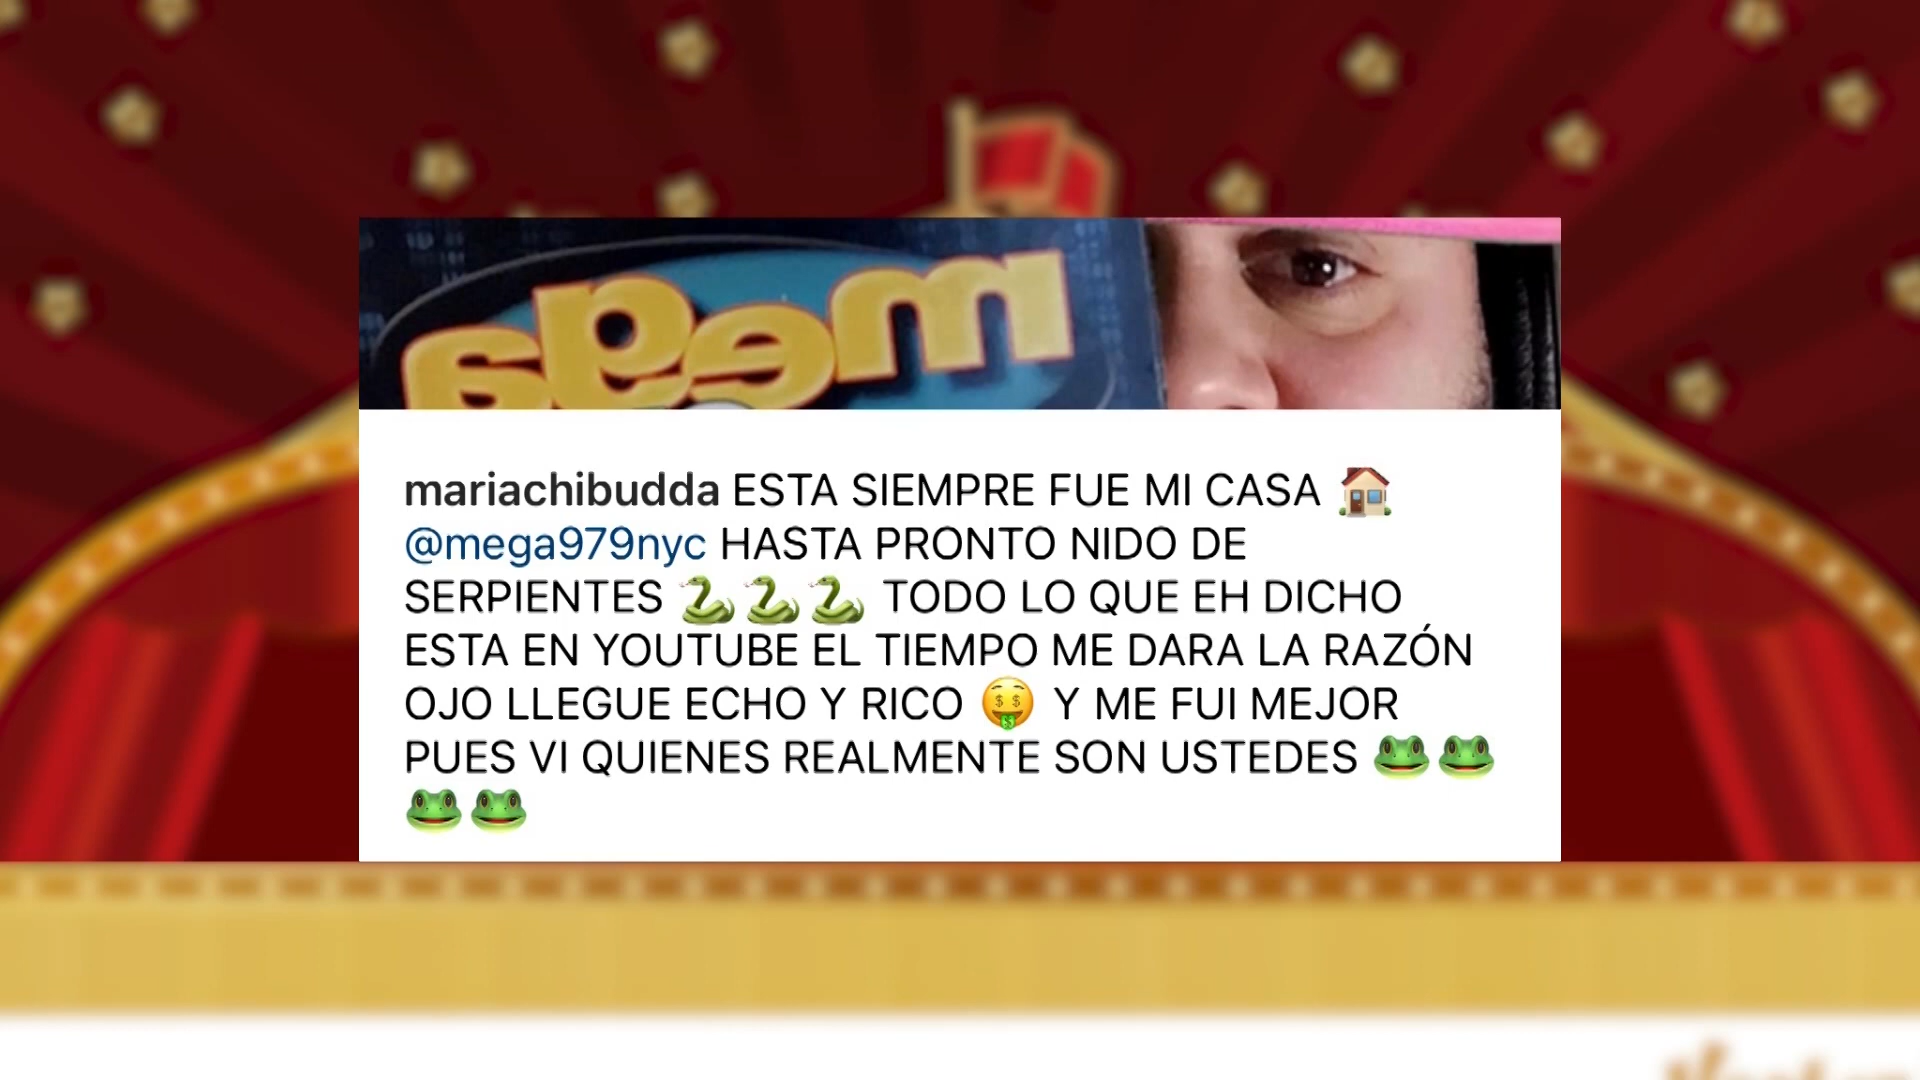 mega
mariachibudda ESTA SIEMPRE FUE MI CASA 🏠
@mega979nyc HASTA PRONTO NIDO DE
SERPIENTES 🐍🐍🐍 TODO LO QUE EH DICHO
ESTA EN YOUTUBE EL TIEMPO ME DARA LA RAZÓN
OJO LLEGUE ECHO Y RICO 🤑 Y ME FUI MEJOR
PUES VI QUIENES REALMENTE SON USTEDES 🐸🐸
🐸🐸